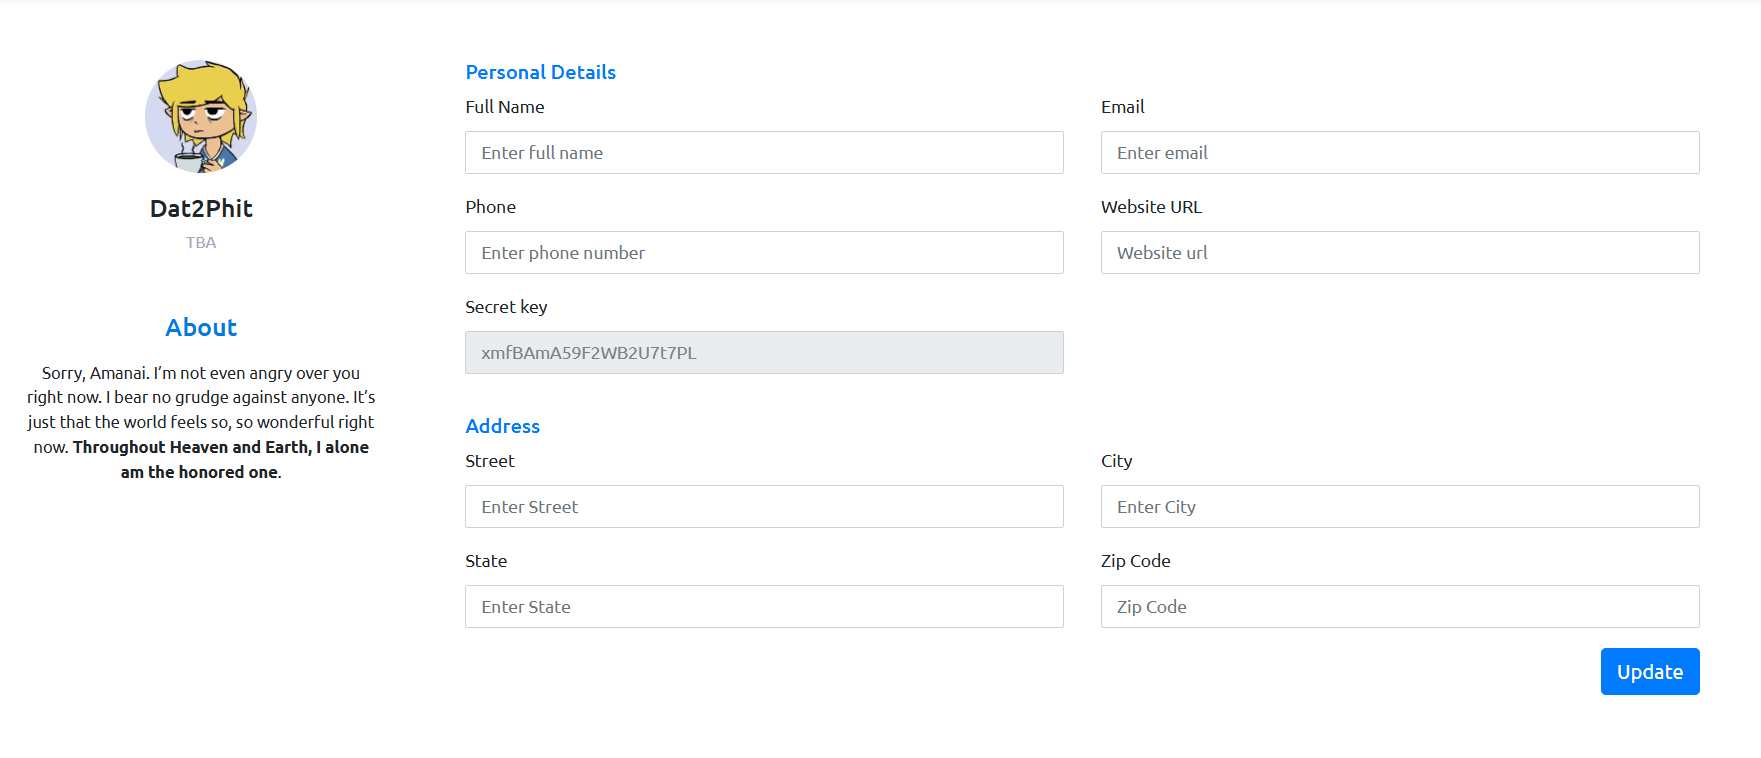 Dat2Phit
TBA
About
Sorry, Amanai. I’m not even angry over you
right now. I bear no grudge against anyone. It’s
just that the world feels so, so wonderful right
now. Throughout Heaven and Earth, I alone
am the honored one.
Personal Details
Full Name
Enter full name
Email
Enter email
Phone
Enter phone number
Website URL
Website url
Secret key
xmfBAmA59F2WB2U7t7PL
Address
Street
Enter Street
City
Enter City
State
Enter State
Zip Code
Zip Code
Update